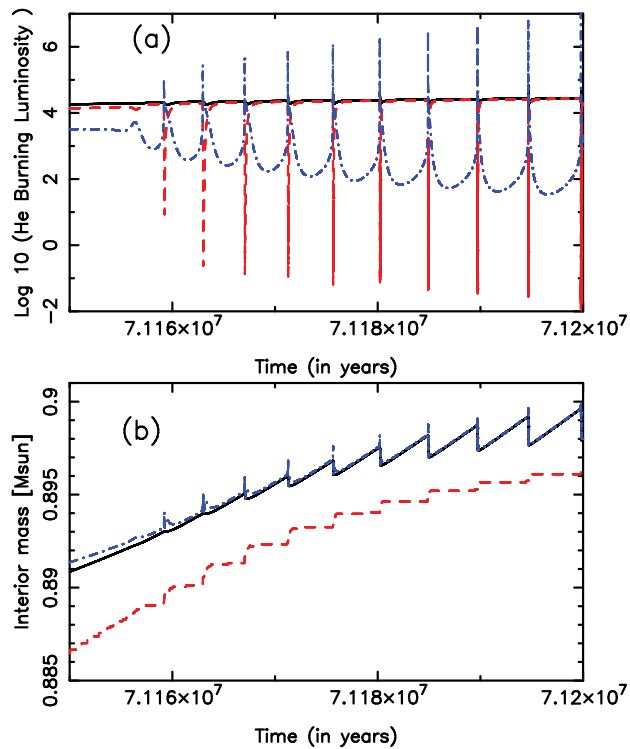 (a)
Log 10 (He Burning Luminosity )
6
4
2
0
−2
7.116×10⁷
7.118×10⁷
7.12×10⁷
Time (in years)
(b)
Interior mass [Msun]
0.9
0.895
0.89
0.885
7.116×10⁷
7.118×10⁷
7.12×10⁷
Time (in years)